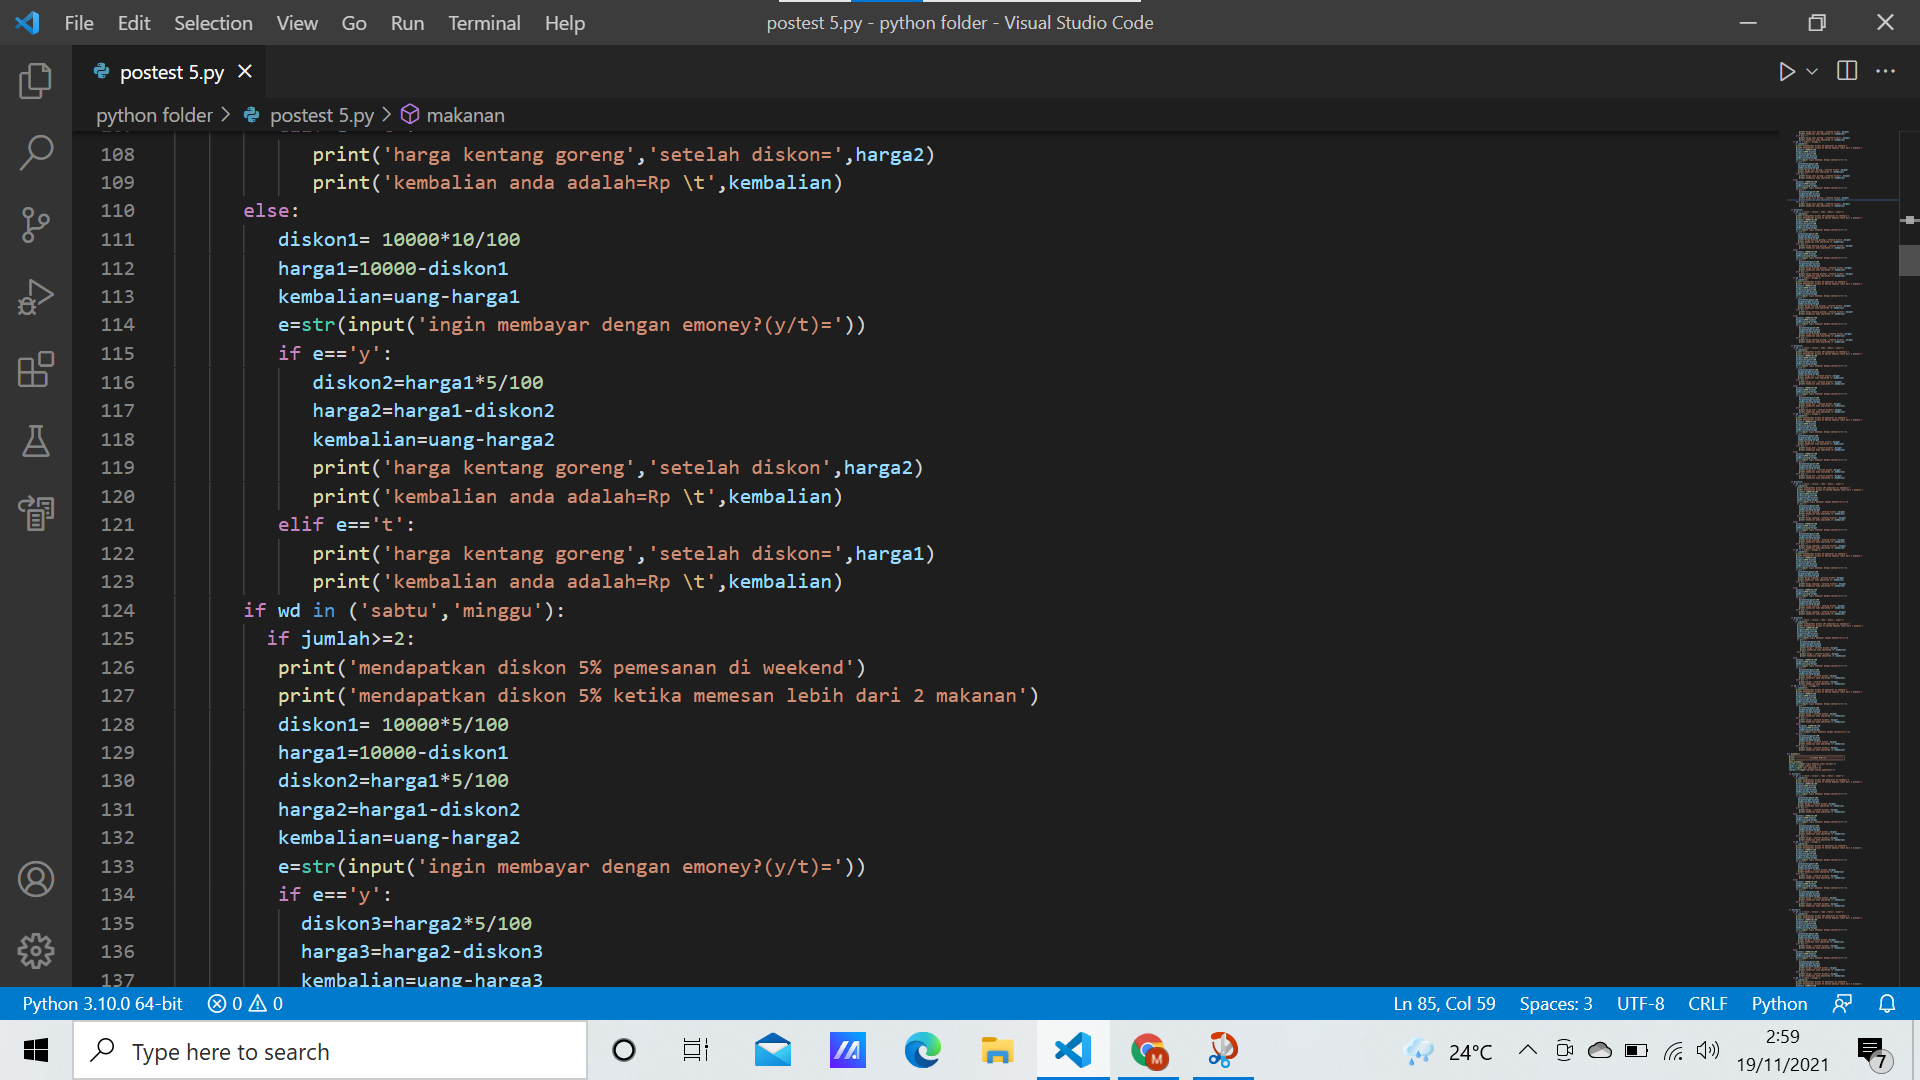 File Edit Selection View Go Run Terminal Help
postest 5.py - python folder - Visual Studio Code
postest 5.py
python folder > postest 5.py > makanan
108 print('harga kentang goreng','setelah diskon=',harga2)
109 print('kembalian anda adalah=Rp \t',kembalian)
110 else:
111 diskon1= 10000*10/100
112 harga1=10000-diskon1
113 kembalian=uang-harga1
114 e=str(input('ingin membayar dengan emoney?(y/t)='))
115 if e=='y':
116 diskon2=harga1*5/100
117 harga2=harga1-diskon2
118 kembalian=uang-harga2
119 print('harga kentang goreng','setelah diskon',harga2)
120 print('kembalian anda adalah=Rp \t',kembalian)
121 elif e=='t':
122 print('harga kentang goreng','setelah diskon=',harga1)
123 print('kembalian anda adalah=Rp \t',kembalian)
124 if wd in ('sabtu','minggu'):
125 if jumlah>=2:
126 print('mendapatkan diskon 5% pemesanan di weekend')
127 print('mendapatkan diskon 5% ketika memesan lebih dari 2 makanan')
128 diskon1= 10000*5/100
129 harga1=10000-diskon1
130 diskon2=harga1*5/100
131 harga2=harga1-diskon2
132 kembalian=uang-harga2
133 e=str(input('ingin membayar dengan emoney?(y/t)='))
134 if e=='y':
135 diskon3=harga2*5/100
136 harga3=harga2-diskon3
137 kembalian=uang-harga3
Python 3.10.0 64-bit 0 0 Ln 85, Col 59 Spaces: 3 UTF-8 CRLF Python
Type here to search
M
24°C
2:59
19/11/2021
7